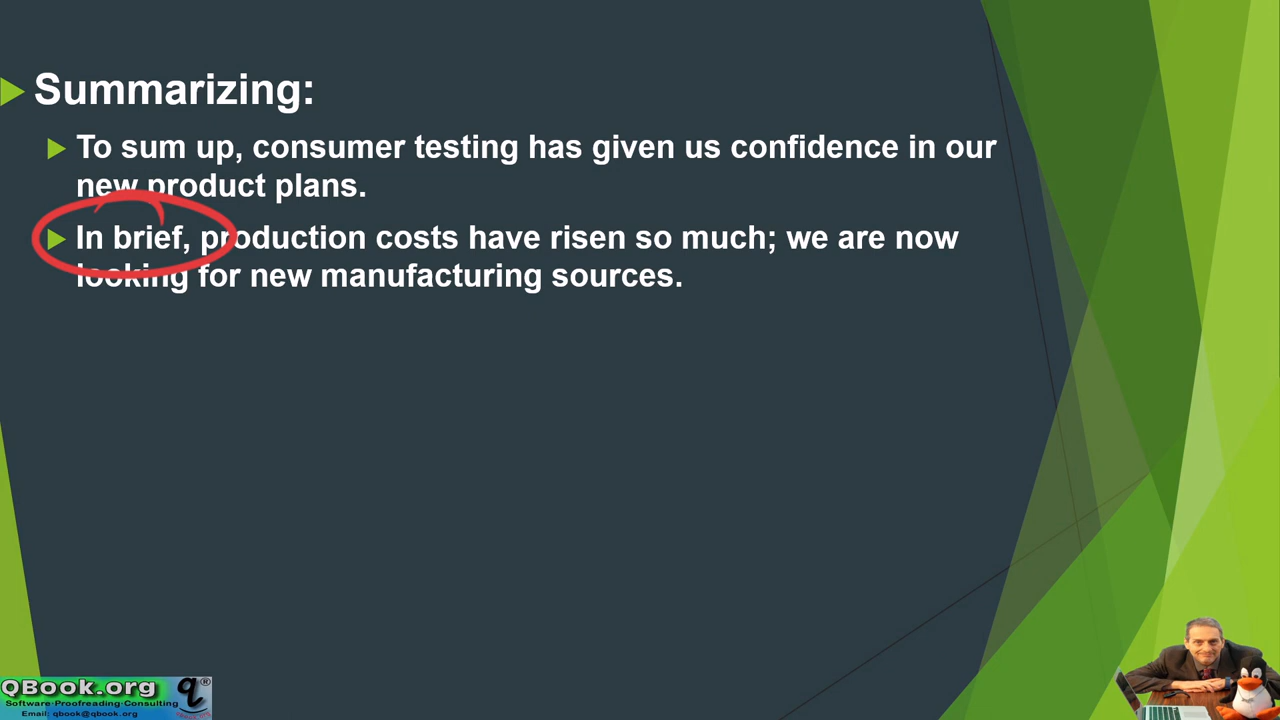 Summarizing:
To sum up, consumer testing has given us confidence in our
new product plans.
In brief, production costs have risen so much; we are now
looking for new manufacturing sources.
QBook.org q®
Software·Proofreading·Consulting
Email: qbook@qbook.org